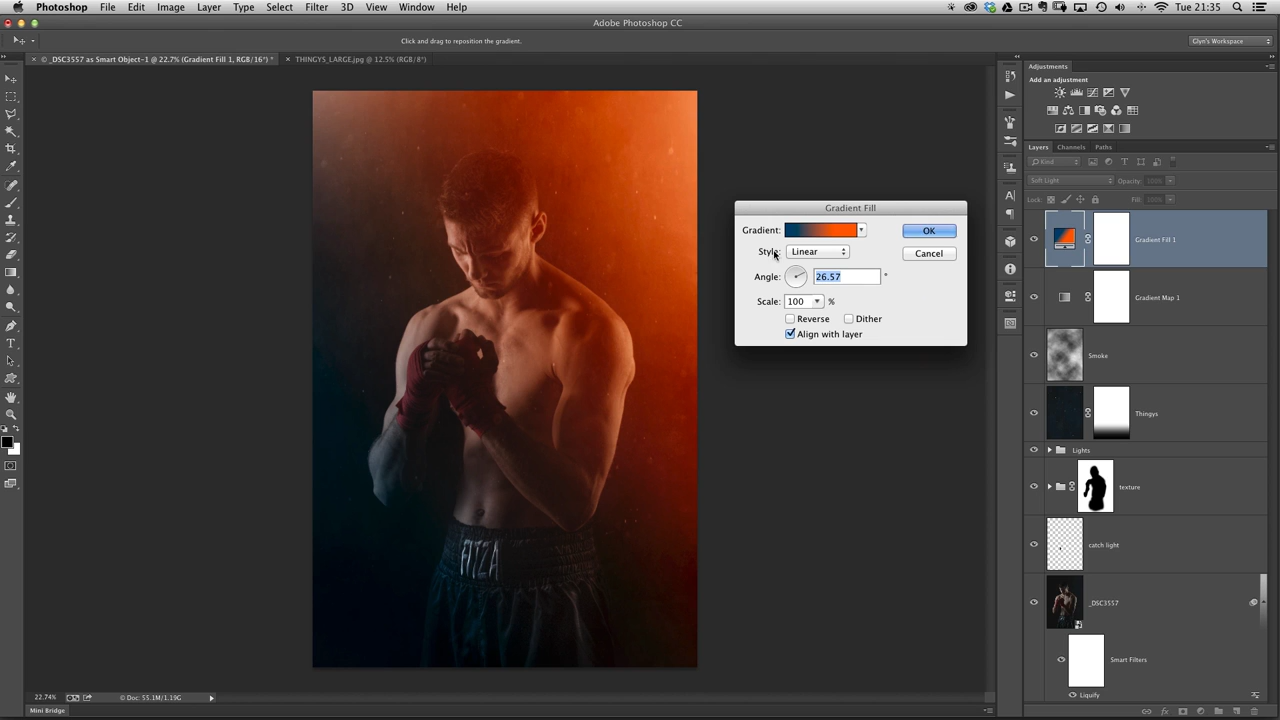 Photoshop File Edit Image Layer Type Select Filter 3D View Window Help Tue 21:35
Adobe Photoshop CC
Click and drag to reposition the gradient. Glyn's Workspace
© _DSC3557 as Smart Object-1 @ 22.7% (Gradient Fill 1, RGB/16*) * THINGYS_LARGE.jpg @ 12.5% (RGB/8*)
Adjustments
Add an adjustment
Layers Channels Paths
Kind
Soft Light Opacity: 100%
Lock: Fill: 100%
Gradient Fill
Gradient: OK
Style: Linear Cancel
Angle: 26.57 °
Scale: 100 %
Reverse Dither
Align with layer
Gradient Fill 1
Gradient Map 1
Smoke
Thingys
Lights
texture
catch light
_DSC3557
Smart Filters
Liquify
FITZA
22.74% Doc: 55.1M/1.19G
Mini Bridge